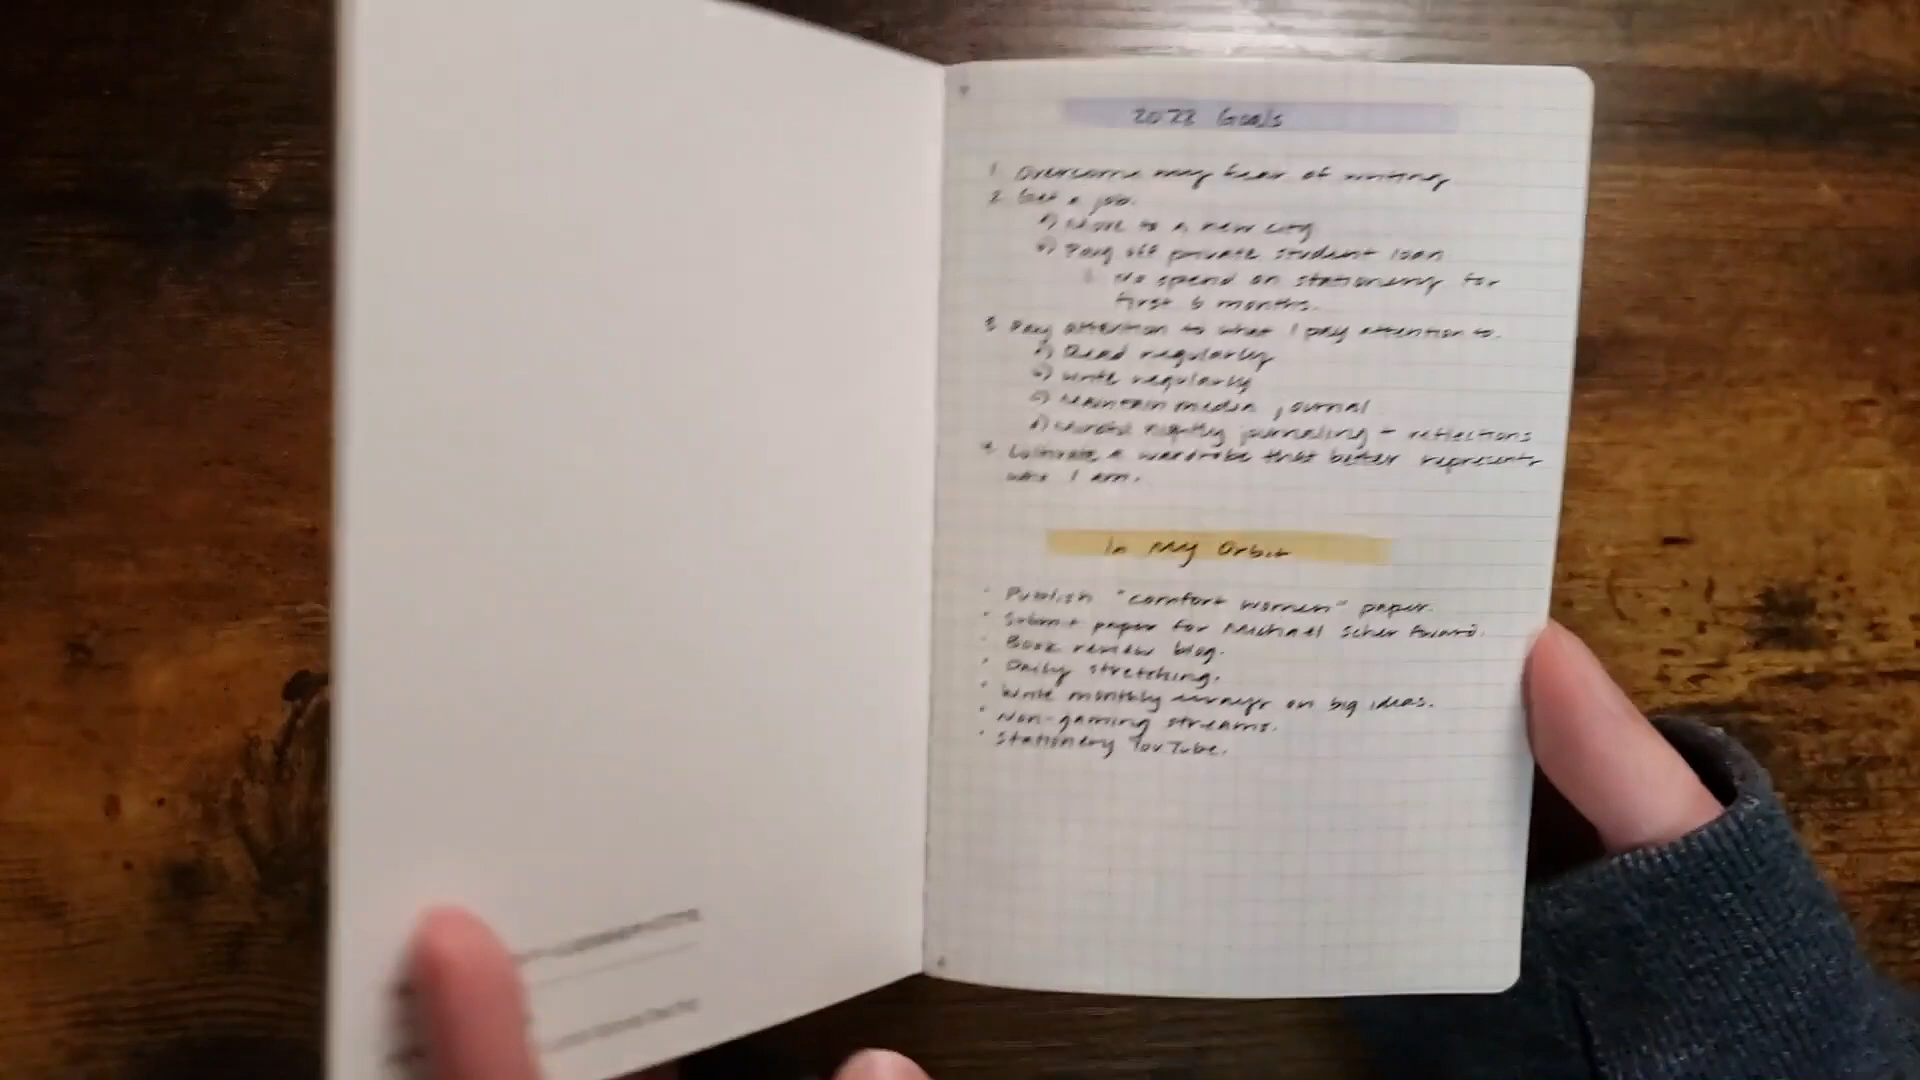 2023 Goals
1. Overcome my fear of writing
2. Get a job.
a) Move to a new city
b) Pay off private student loan
i. No spend on stationery for
first 6 months.
3. Pay attention to what I pay attention to.
a) Read regularly
b) Write regularly
c) Maintain media journal
d) nightly journaling + reflections
4. Cultivate a wardrobe that better represents
who I am.
In My Orbit
· Publish "comfort women" paper.
· Submit paper for Michael Award.
· Book review blog.
· Daily stretching.
· Write monthly essays on big ideas.
· Non-gaming streams.
· Stationery YouTube.